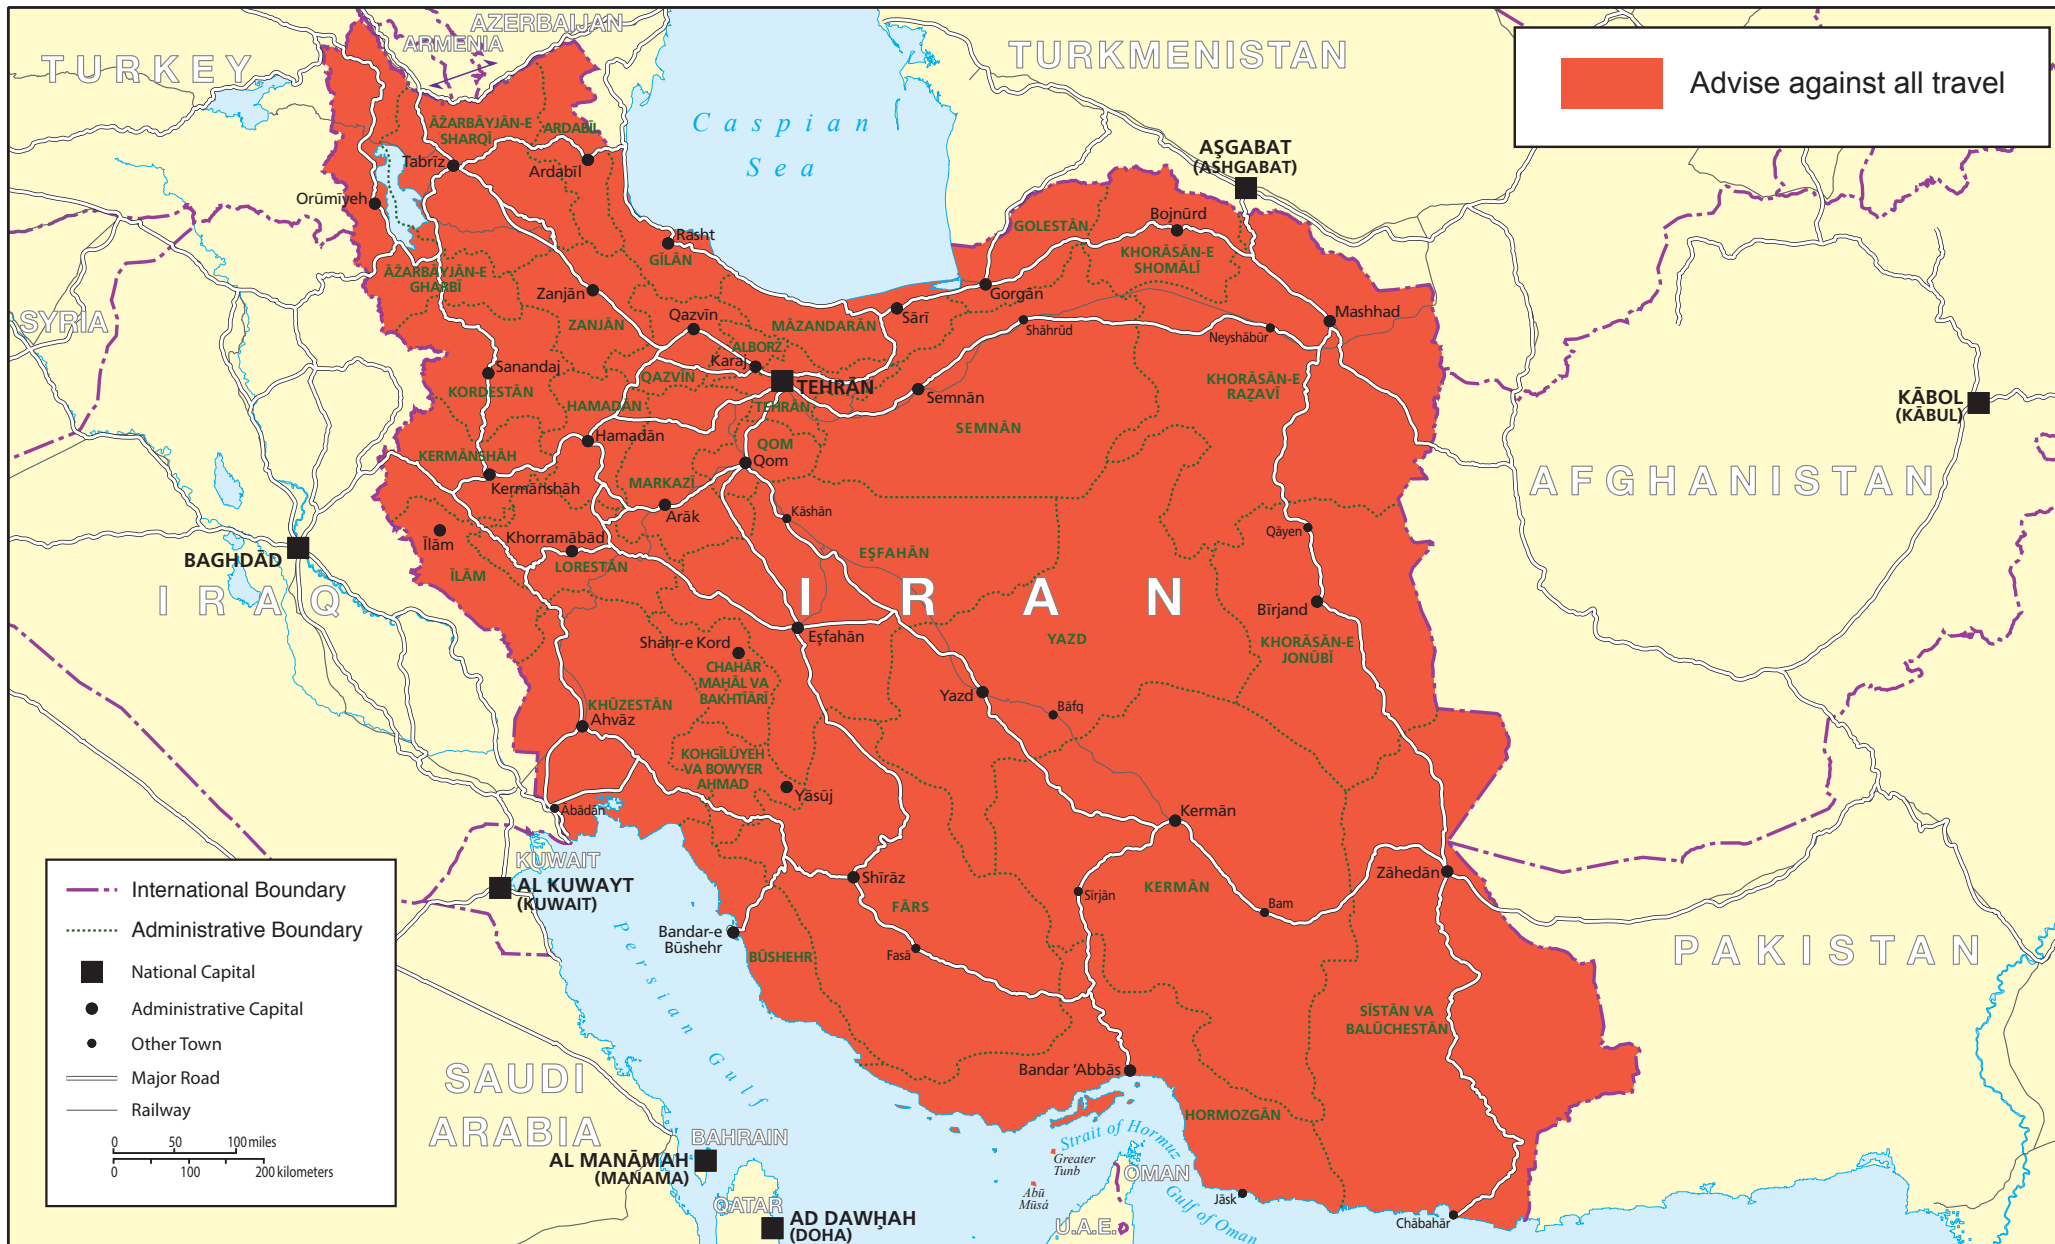 AZERBAIJAN
ARMENIA
TURKEY
TURKMENISTAN
Advise against all travel
Caspian
Sea
AŞGABAT
(ASHGABAT)
ĀŽARBĀYJĀN-E
SHARQĪ
ARDABĪL
Tabrīz
Ardabīl
Orūmīyeh
Rasht
GĪLĀN
GOLESTĀN
Bojnūrd
KHORĀSĀN-E
SHOMĀLĪ
ĀŽARBĀYJĀN-E
GHARBĪ
Zanjān
ZANJĀN
Qazvīn
MĀZANDARĀN
Sārī
Gorgān
Shāhrūd
Neyshābūr
Mashhad
SYRIA
ALBORZ
Karaj
QAZVĪN
TEHRĀN
TEHRĀN
Sanandaj
KORDESTĀN
HAMADĀN
Semnān
SEMNĀN
KHORĀSĀN-E
RAẔAVĪ
KĀBOL
(KĀBUL)
AFGHANISTAN
Hamadān
QOM
Qom
KERMĀNSHĀH
Kermānshāh
MARKAZĪ
Arāk
Kāshān
Qāyen
Īlām
ĪLĀM
Khorramābād
LORESTĀN
EŞFAHĀN
BAGHDĀD
IRAQ
IRAN
Eşfahān
YAZD
Bīrjand
KHORĀSĀN-E
JONŪBĪ
Shahr-e Kord
CHAHĀR
MAḤĀL VA
BAKHTĪĀRĪ
KHŪZESTĀN
Ahvāz
Yazd
Bāfq
KOHGĪLŪYEH
VA BOWYER
AḤMAD
Yāsūj
Ābādān
Kermān
KERMĀN
Zāhedān
Shīrāz
FĀRS
Sīrjān
Bam
Fasā
Bandar-e
Būshehr
BŪSHEHR
KUWAIT
AL KUWAYT
(KUWAIT)
Persian Gulf
PAKISTAN
SĪSTĀN VA
BALŪCHESTĀN
Bandar ‘Abbās
HORMOZGĀN
Strait of Hormuz
Greater
Tunb
Abū
Mūsá
OMAN
Gulf of Oman
U.A.E.
Jāsk
Chābahār
SAUDI
ARABIA
BAHRAIN
AL MANĀMAH
(MANAMA)
QATAR
AD DAWḤAH
(DOHA)
International Boundary
Administrative Boundary
National Capital
Administrative Capital
Other Town
Major Road
Railway
0 50 100 miles
0 100 200 kilometers